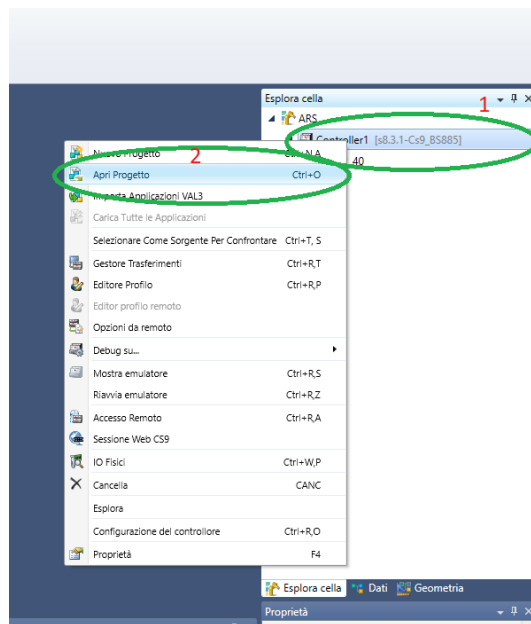 Esplora cella
1
ARS
Controller1 [s8.3.1-Cs9_BS885]
40
2
Nuovo Progetto Ctrl+N,A
Apri Progetto Ctrl+O
Importa Applicazioni VAL3
Carica Tutte le Applicazioni
Selezionare Come Sorgente Per Confrontare Ctrl+T, S
Gestore Trasferimenti Ctrl+R,T
Editore Profilo Ctrl+R,P
Editor profilo remoto
Opzioni da remoto
Debug su...
Mostra emulatore Ctrl+R,S
Riavvia emulatore Ctrl+R,Z
Accesso Remoto Ctrl+R,A
Sessione Web CS9
IO Fisici Ctrl+W,P
Cancella CANC
Esplora
Configurazione del controllore Ctrl+R,O
Proprietà F4
Esplora cella Dati Geometria
Proprietà